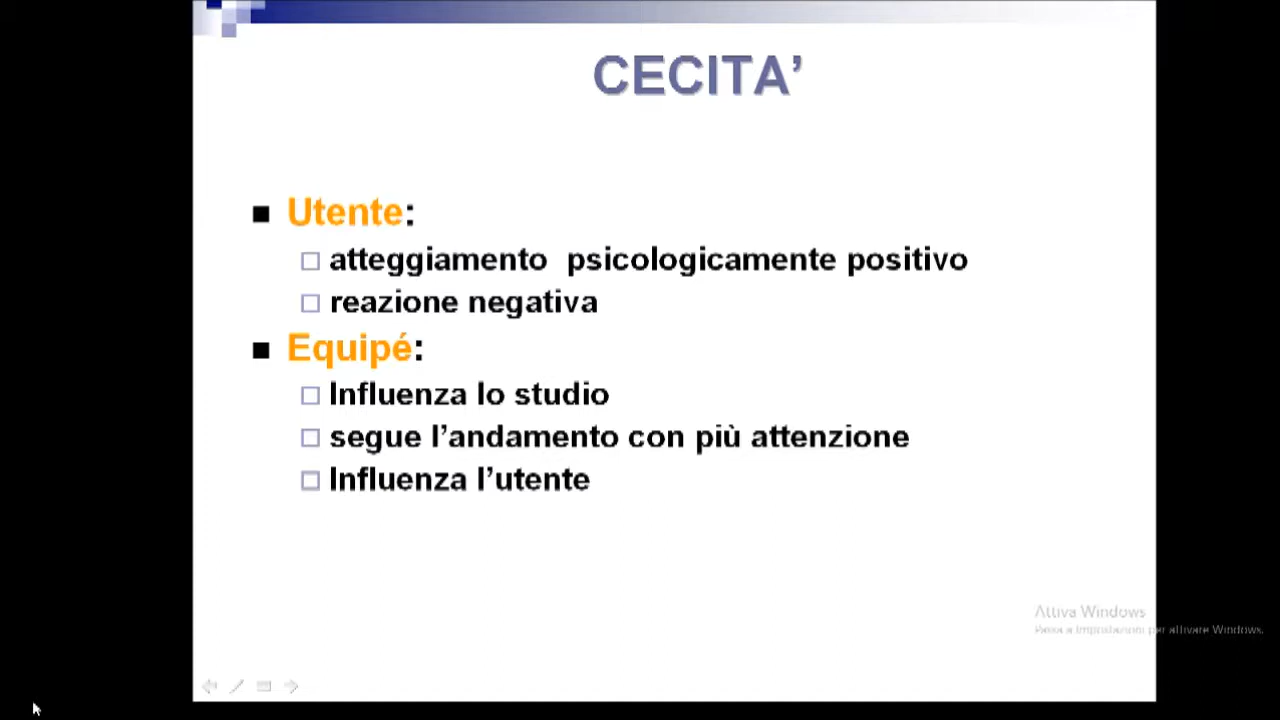 CECITA’
Utente:
atteggiamento psicologicamente positivo
reazione negativa
Equipé:
Influenza lo studio
segue l’andamento con più attenzione
Influenza l’utente
Attiva Windows
Passa a Impostazioni per attivare Windows.